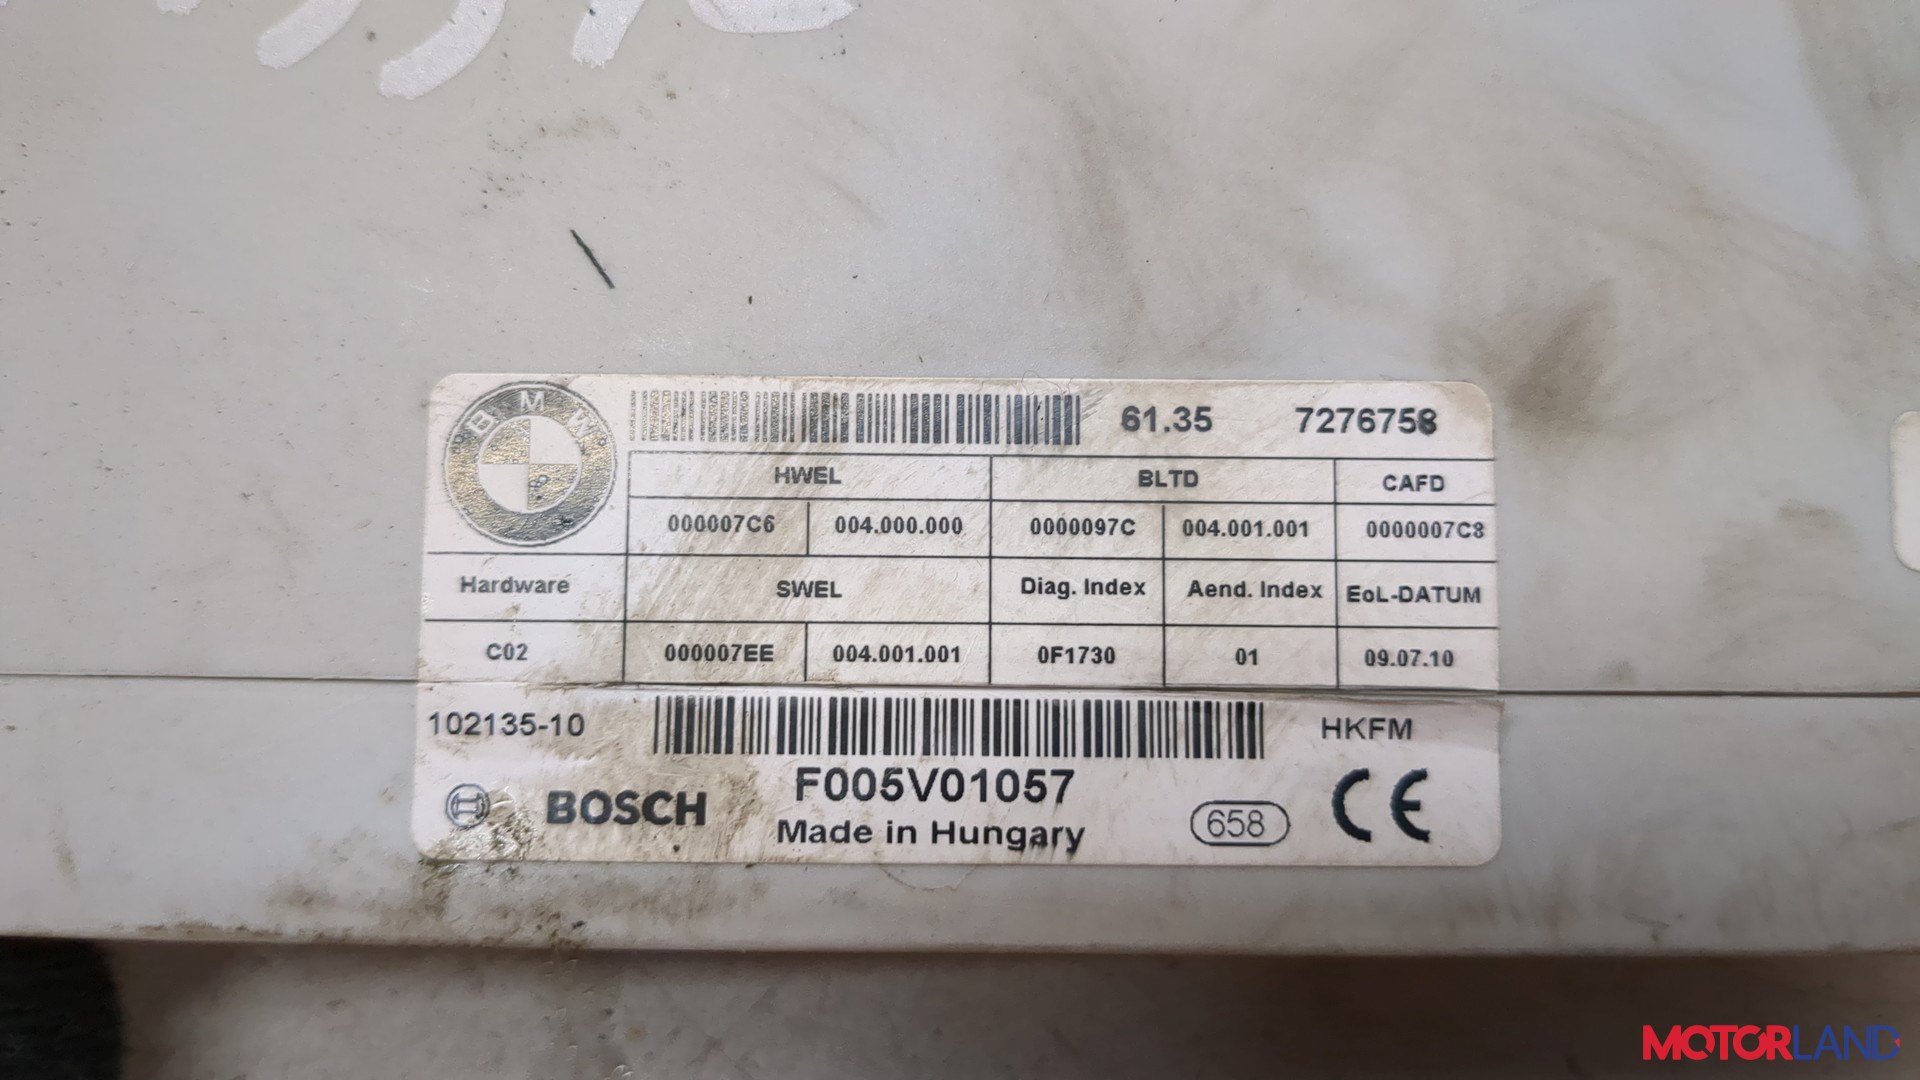 BMW
61.35 7276758
HWEL BLTD CAFD
000007C6 004.000.000 0000097C 004.001.001 0000007C8
Hardware SWEL Diag. Index Aend. Index EoL-DATUM
C02 000007EE 004.001.001 0F1730 01 09.07.10
102135-10 HKFM
F005V01057
BOSCH Made in Hungary 658 CE
MOTORLAND